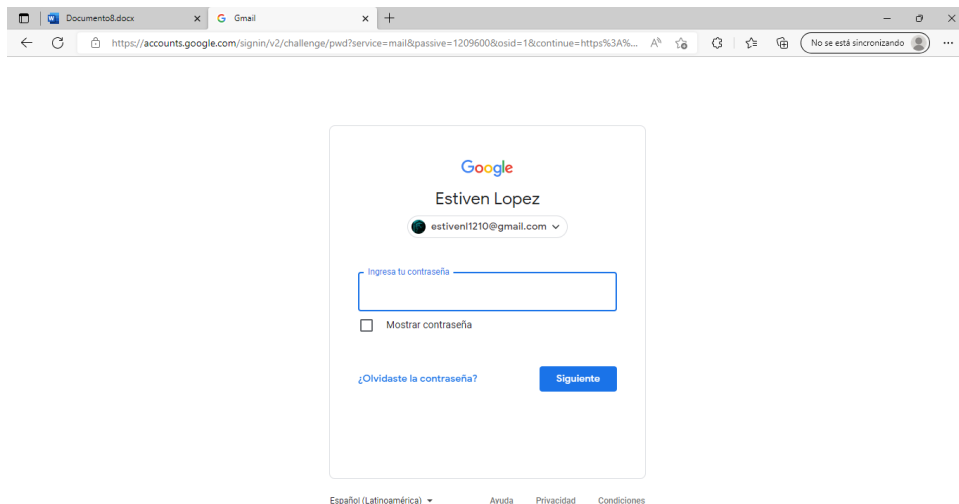 Documento8.docx
Gmail
https://accounts.google.com/signin/v2/challenge/pwd?service=mail&passive=1209600&osid=1&continue=https%3A%...
No se está sincronizando
Google
Estiven Lopez
estivenl1210@gmail.com
Ingresa tu contraseña
Mostrar contraseña
¿Olvidaste la contraseña?
Siguiente
Español (Latinoamérica)
Ayuda Privacidad Condiciones